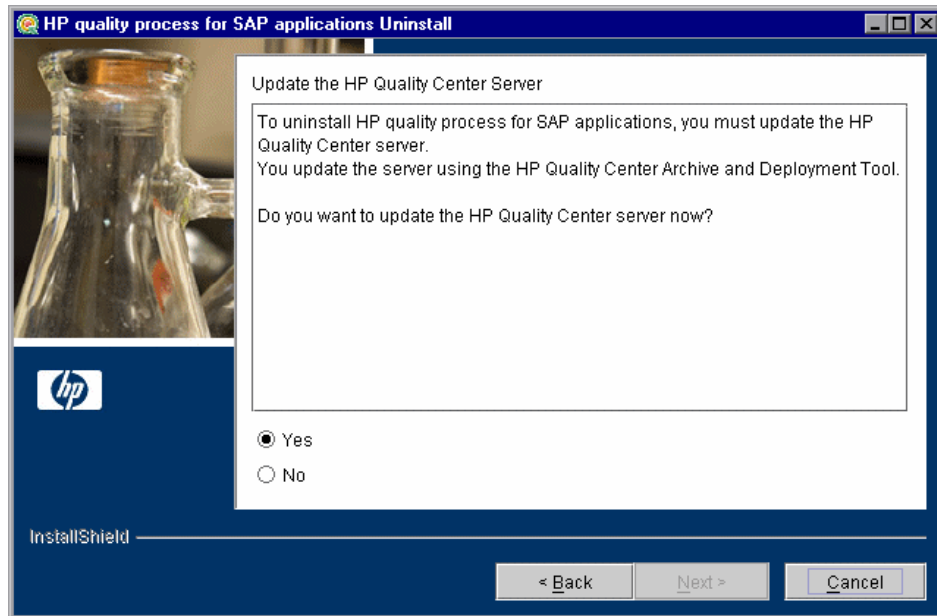 HP quality process for SAP applications Uninstall
Update the HP Quality Center Server
To uninstall HP quality process for SAP applications, you must update the HP
Quality Center server.
You update the server using the HP Quality Center Archive and Deployment Tool.
Do you want to update the HP Quality Center server now?
hp
Yes
No
InstallShield
< Back
Next >
Cancel